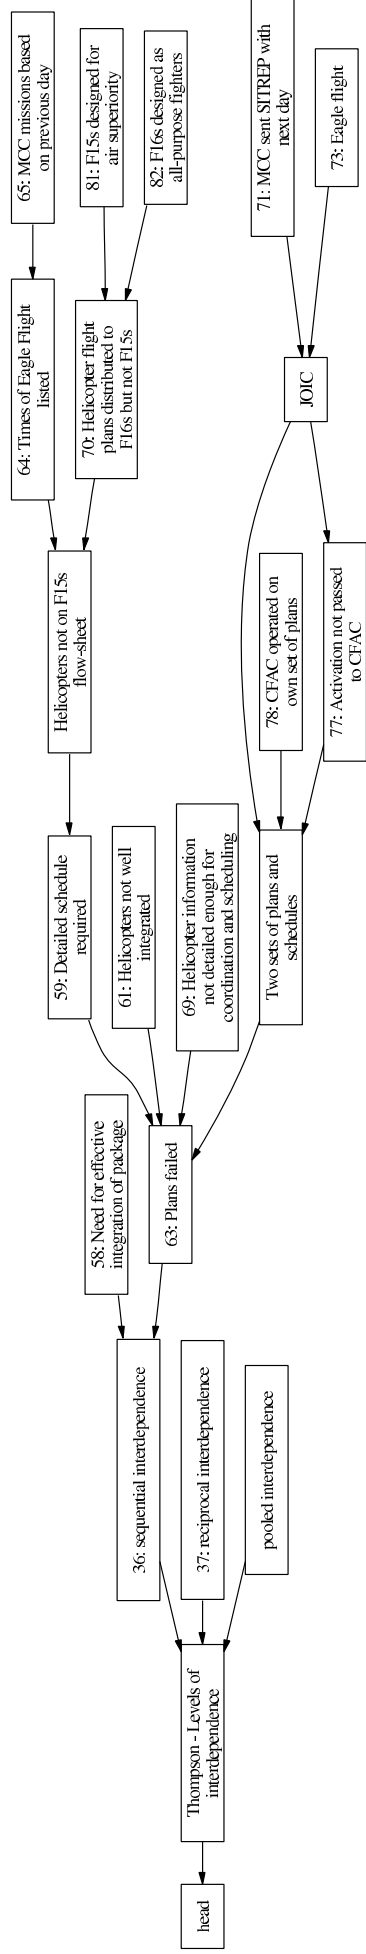 65: MCC missions based
on previous day
81: F15s designed for
air superiority
82: F16s designed as
all-purpose fighters
71: MCC sent SITREP with
next day
73: Eagle flight
64: Times of Eagle Flight
listed
70: Helicopter flight
plans distributed to
F16s but not F15s
JOIC
Helicopters not on F15s
flow-sheet
78: CFAC operated on
own set of plans
77: Activation not passed
to CFAC
59: Detailed schedule
required
61: Helicopters not well
integrated
69: Helicopter information
not detailed enough for
coordination and scheduling
Two sets of plans and
schedules
58: Need for effective
integration of package
63: Plans failed
36: sequential interdependence
37: reciprocal interdependence
pooled interdependence
Thompson - Levels of
interdependence
head